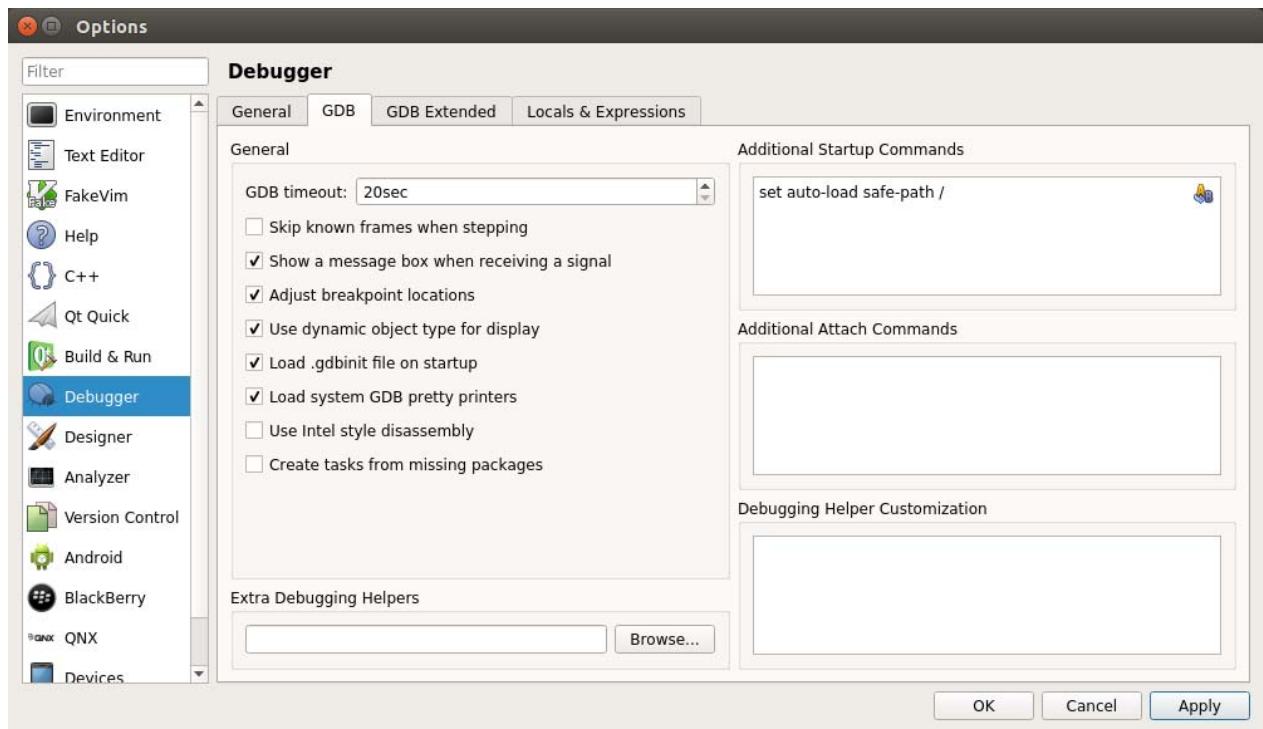 Options
Filter
Environment
Text Editor
FakeVim
Help
C++
Qt Quick
Build & Run
Debugger
Designer
Analyzer
Version Control
Android
BlackBerry
QNX
Devices
Debugger
General
GDB
GDB Extended
Locals & Expressions
General
GDB timeout: 20sec
Skip known frames when stepping
Show a message box when receiving a signal
Adjust breakpoint locations
Use dynamic object type for display
Load .gdbinit file on startup
Load system GDB pretty printers
Use Intel style disassembly
Create tasks from missing packages
Extra Debugging Helpers
Browse...
Additional Startup Commands
set auto-load safe-path /
Additional Attach Commands
Debugging Helper Customization
OK
Cancel
Apply